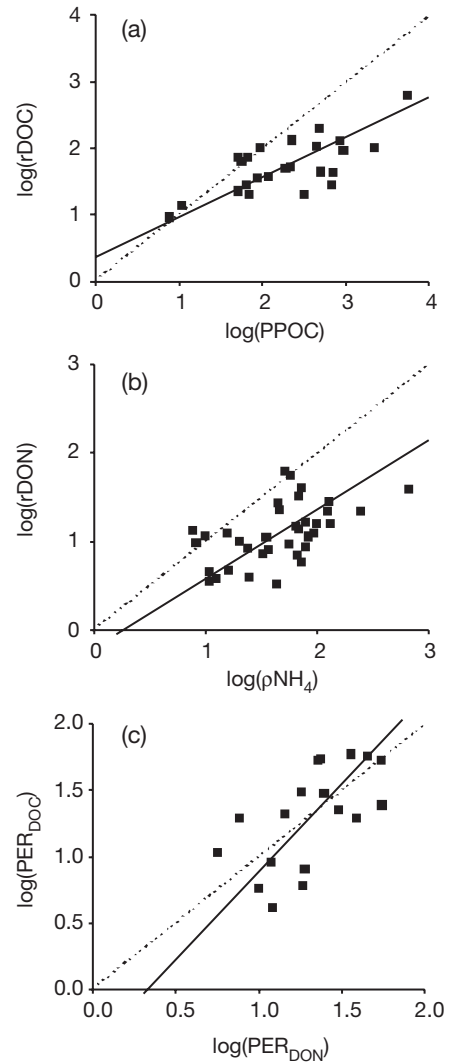 (a)
4
3
2
1
0
log(rDOC)
0 1 2 3 4
log(PPOC)
(b)
3
2
1
0
log(rDON)
0 1 2 3
log(ρNH₄)
(c)
2.0
1.5
1.0
0.5
0.0
log(PER_DOC)
0.0 0.5 1.0 1.5 2.0
log(PER_DON)